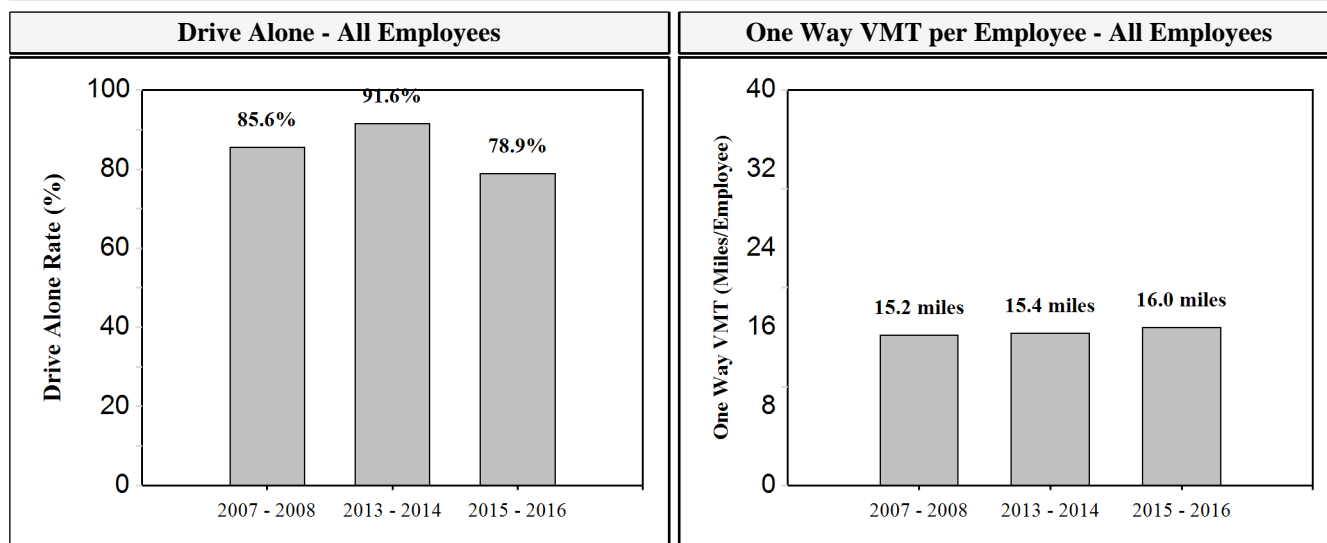 Drive Alone - All Employees
Drive Alone Rate (%)
100
80
60
40
20
0
85.6%
91.6%
78.9%
2007 - 2008
2013 - 2014
2015 - 2016
One Way VMT per Employee - All Employees
One Way VMT (Miles/Employee)
40
32
24
16
8
0
15.2 miles
15.4 miles
16.0 miles
2007 - 2008
2013 - 2014
2015 - 2016